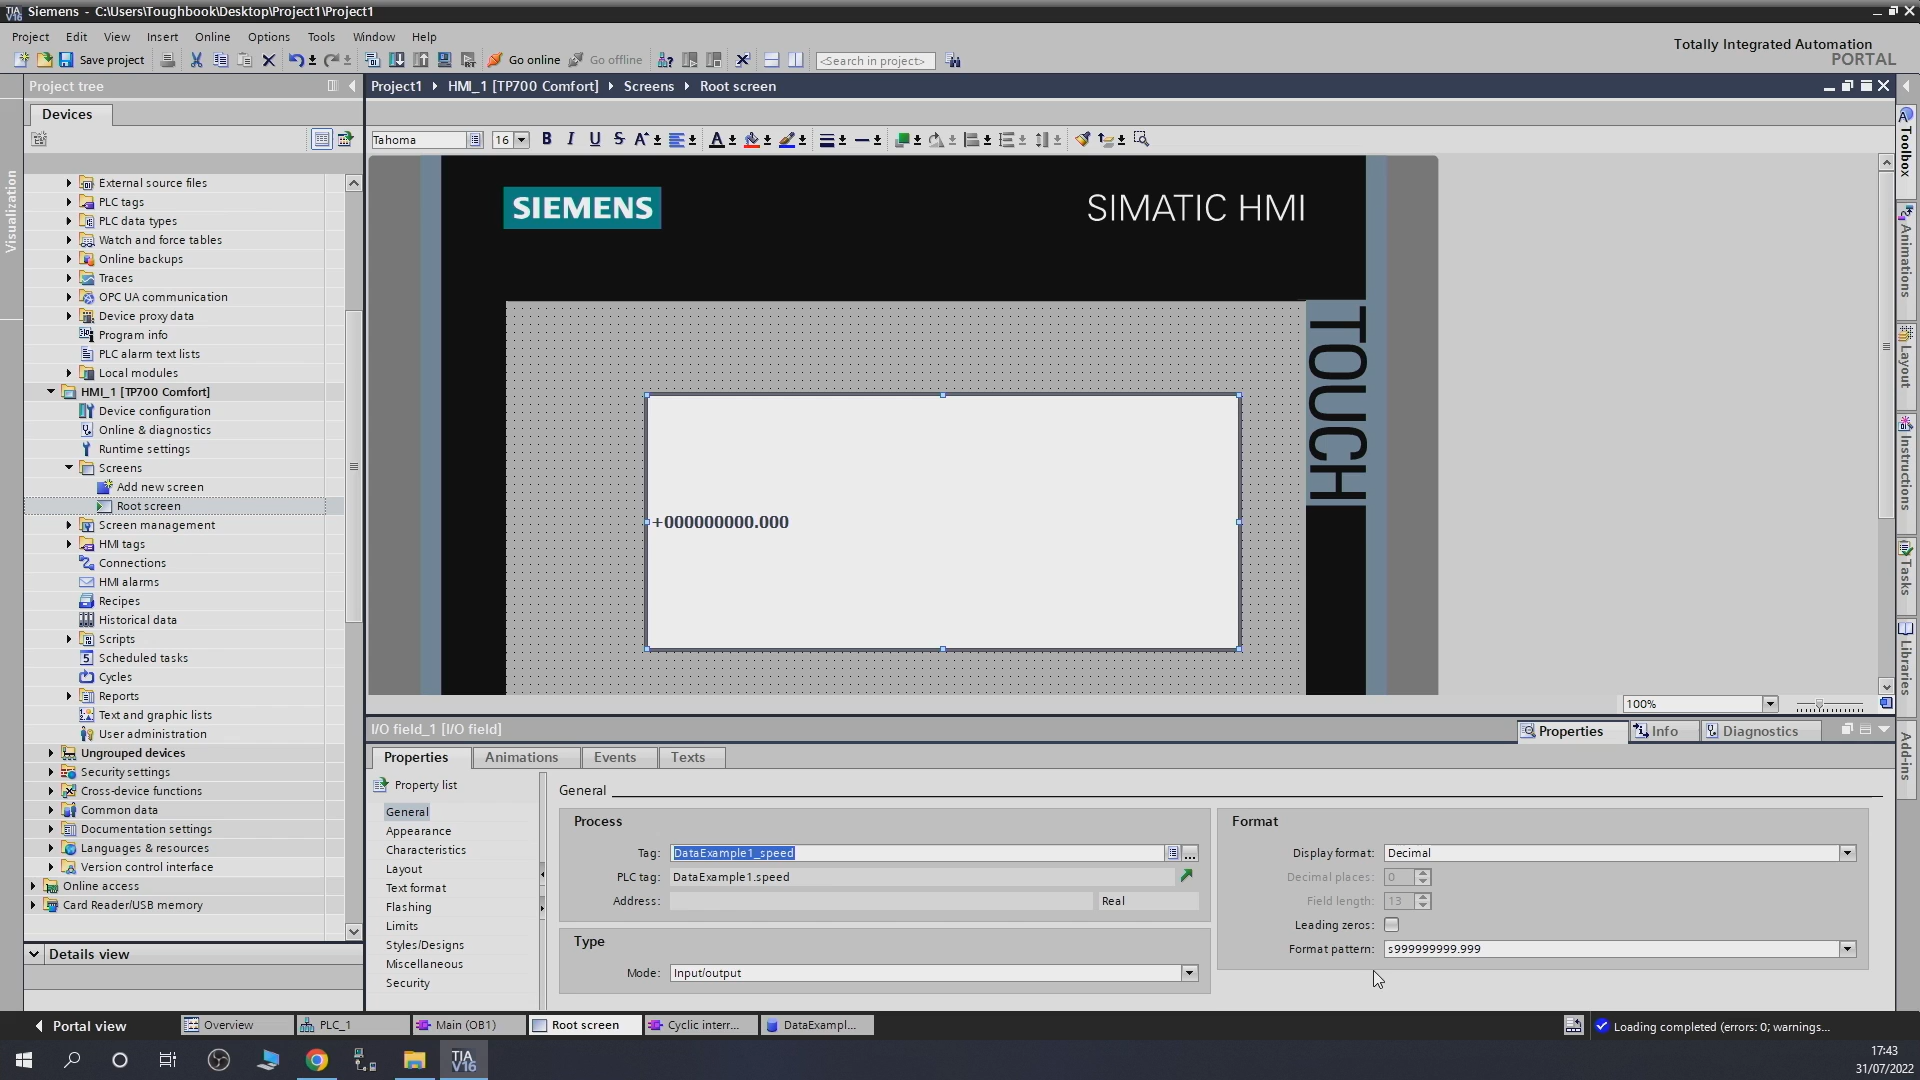 Siemens - C:\Users\Toughbook\Desktop\Project1\Project1
Project Edit View Insert Online Options Tools Window Help
Totally Integrated Automation
PORTAL
Save project
Go online
Go offline
<Search in project>
Project tree
Project1 HMI_1 [TP700 Comfort] Screens Root screen
Devices
Visualization
Tahoma
16
B I U S A
External source files
PLC tags
PLC data types
Watch and force tables
Online backups
Traces
OPC UA communication
Device proxy data
Program info
PLC alarm text lists
Local modules
HMI_1 [TP700 Comfort]
Device configuration
Online & diagnostics
Runtime settings
Screens
Add new screen
Root screen
Screen management
HMI tags
Connections
HMI alarms
Recipes
Historical data
Scripts
Scheduled tasks
Cycles
Reports
Text and graphic lists
User administration
Ungrouped devices
Security settings
Cross-device functions
Common data
Documentation settings
Languages & resources
Version control interface
Online access
Card Reader/USB memory
Details view
SIEMENS
SIMATIC HMI
TOUCH
+000000000.000
100%
Toolbox
Animations
Layout
Instructions
Tasks
Libraries
Add-ins
I/O field_1 [I/O field]
Properties Info Diagnostics
Properties Animations Events Texts
Property list
General
Appearance
Characteristics
Layout
Text format
Flashing
Limits
Styles/Designs
Miscellaneous
Security
General
Process
Tag: DataExample1_speed
PLC tag: DataExample1.speed
Address: Real
Type
Mode: Input/output
Format
Display format: Decimal
Decimal places: 0
Field length: 13
Leading zeros:
Format pattern: s999999999.999
Portal view
Overview
PLC_1
Main (OB1)
Root screen
Cyclic interr...
DataExampl...
Loading completed (errors: 0; warnings...
TIA V16
17:43
31/07/2022